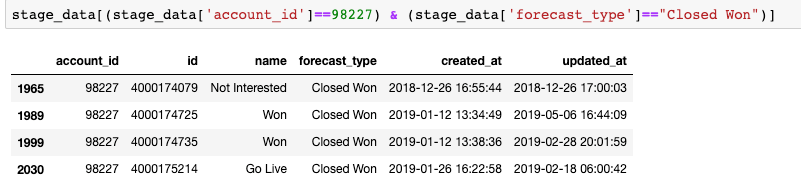 stage_data[(stage_data['account_id']==98227) & (stage_data['forecast_type']=="Closed Won")]
account_id id name forecast_type created_at updated_at
1965 98227 4000174079 Not Interested Closed Won 2018-12-26 16:55:44 2018-12-26 17:00:03
1989 98227 4000174725 Won Closed Won 2019-01-12 13:34:49 2019-05-06 16:44:09
1999 98227 4000174735 Won Closed Won 2019-01-12 13:38:36 2019-02-28 20:01:59
2030 98227 4000175214 Go Live Closed Won 2019-01-26 16:22:58 2019-02-18 06:00:42